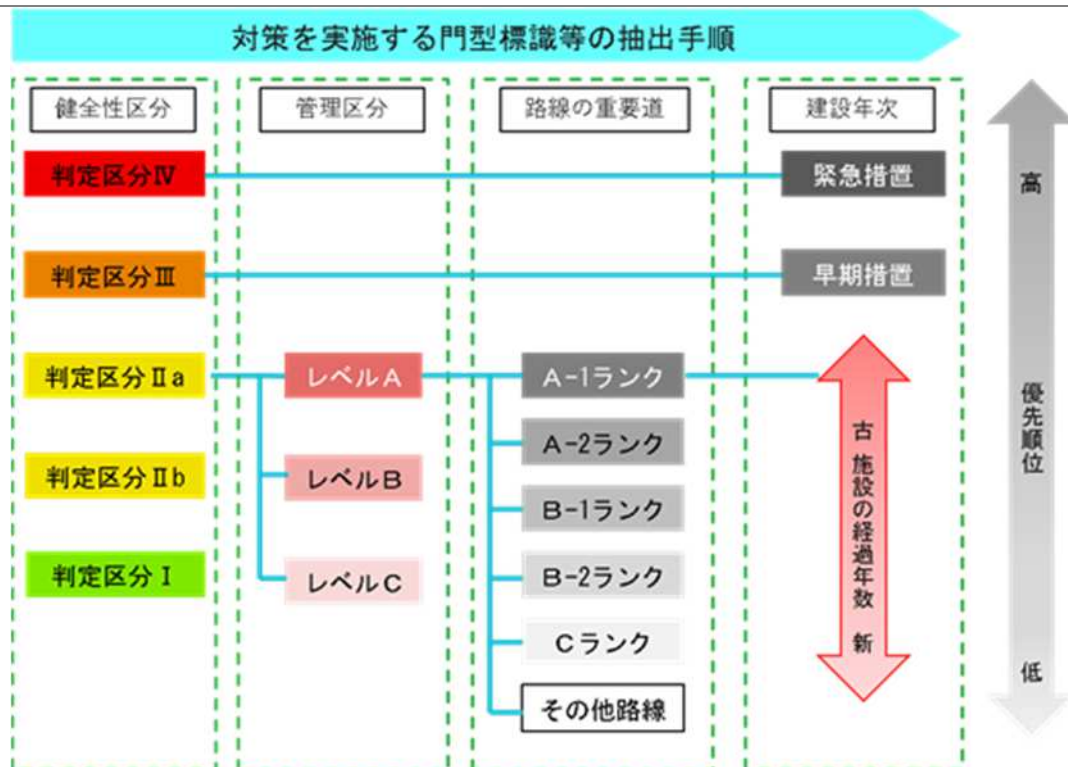 対策を実施する門型標識等の抽出手順
健全性区分
管理区分
路線の重要道
建設年次
判定区分Ⅳ
緊急措置
判定区分Ⅲ
早期措置
判定区分Ⅱa
レベルA
A-1ランク
A-2ランク
判定区分Ⅱb
レベルB
B-1ランク
判定区分Ⅰ
レベルC
B-2ランク
Cランク
その他路線
古 施設の経過年数 新
高
優先順位
低